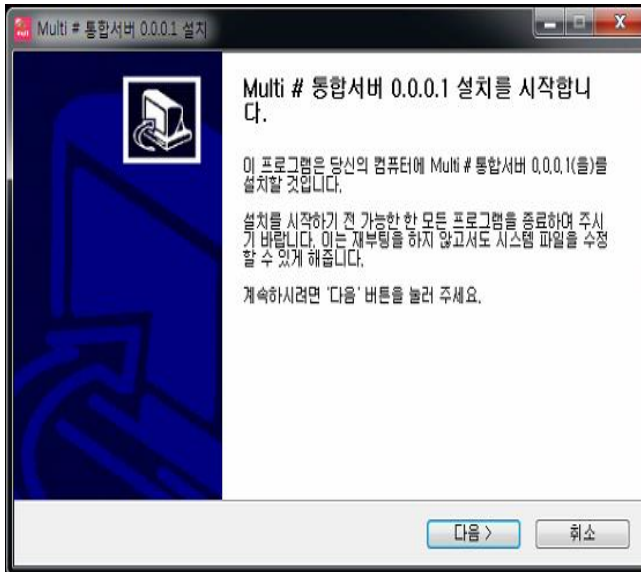 Multi # 통합서버 0.0.0.1 설치
Multi # 통합서버 0.0.0.1 설치를 시작합니
다.
이 프로그램은 당신의 컴퓨터에 Multi # 통합서버 0.0.0.1(을)를
설치할 것입니다.
설치를 시작하기 전 가능한 한 모든 프로그램을 종료하여 주시
기 바랍니다. 이는 재부팅을 하지 않고서도 시스템 파일을 수정
할 수 있게 해줍니다.
계속하시려면 '다음' 버튼을 눌러 주세요.
다음 >
취소